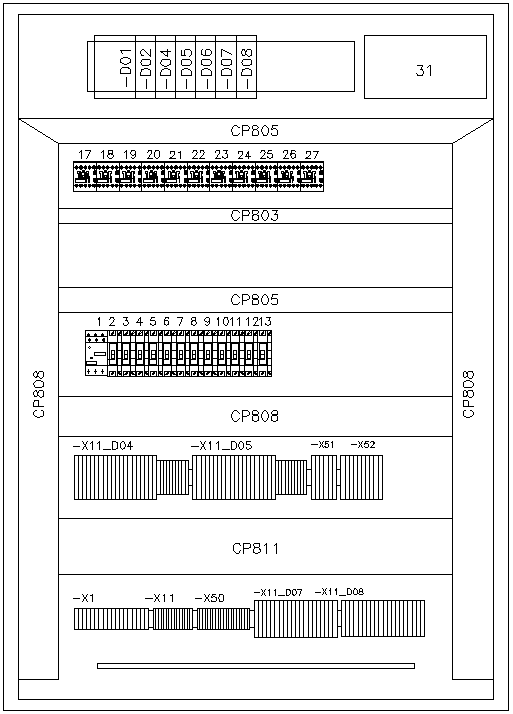 -D01 -D02 -D04 -D05 -D06 -D07 -D08
31
CP805
17 18 19 20 21 22 23 24 25 26 27
CP803
CP805
1 2 3 4 5 6 7 8 9 10 11 12 13
CP808
CP808
CP808
-X11_D04 -X11_D05 -X51 -X52
CP811
-X1 -X11 -X50 -X11_D07 -X11_D08